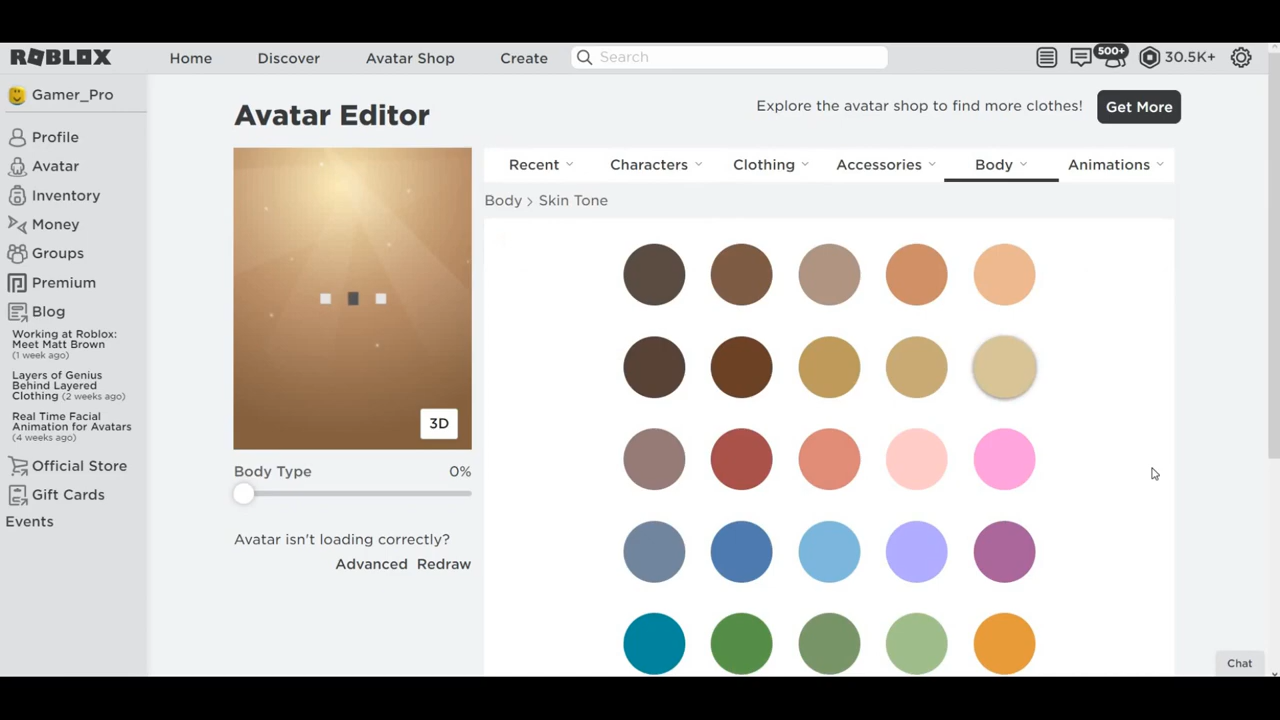 ROBLOX
Home
Discover
Avatar Shop
Create
Search
500+
30.5K+
Gamer_Pro
Profile
Avatar
Inventory
Money
Groups
Premium
Blog
Working at Roblox:
Meet Matt Brown
(1 week ago)
Layers of Genius
Behind Layered
Clothing (2 weeks ago)
Real Time Facial
Animation for Avatars
(4 weeks ago)
Official Store
Gift Cards
Events
Avatar Editor
Explore the avatar shop to find more clothes!
Get More
3D
Body Type 0%
Avatar isn't loading correctly?
Advanced Redraw
Recent
Characters
Clothing
Accessories
Body
Animations
Body > Skin Tone
Chat